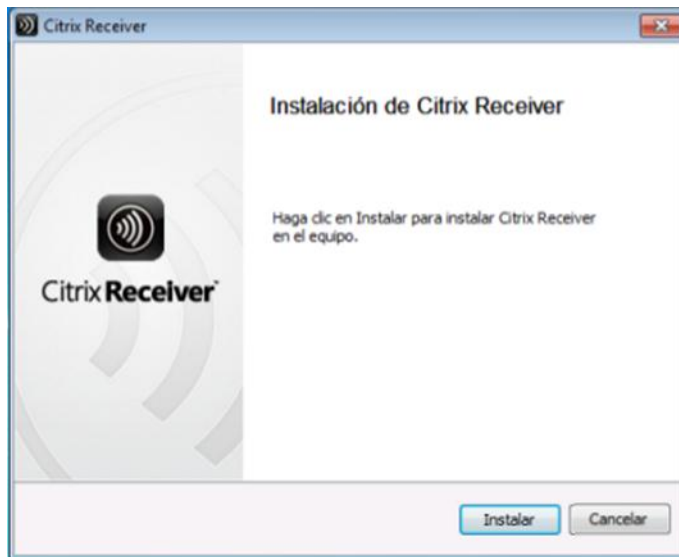 Citrix Receiver
Instalación de Citrix Receiver
Haga clic en Instalar para instalar Citrix Receiver
en el equipo.
Citrix Receiver™
Instalar
Cancelar